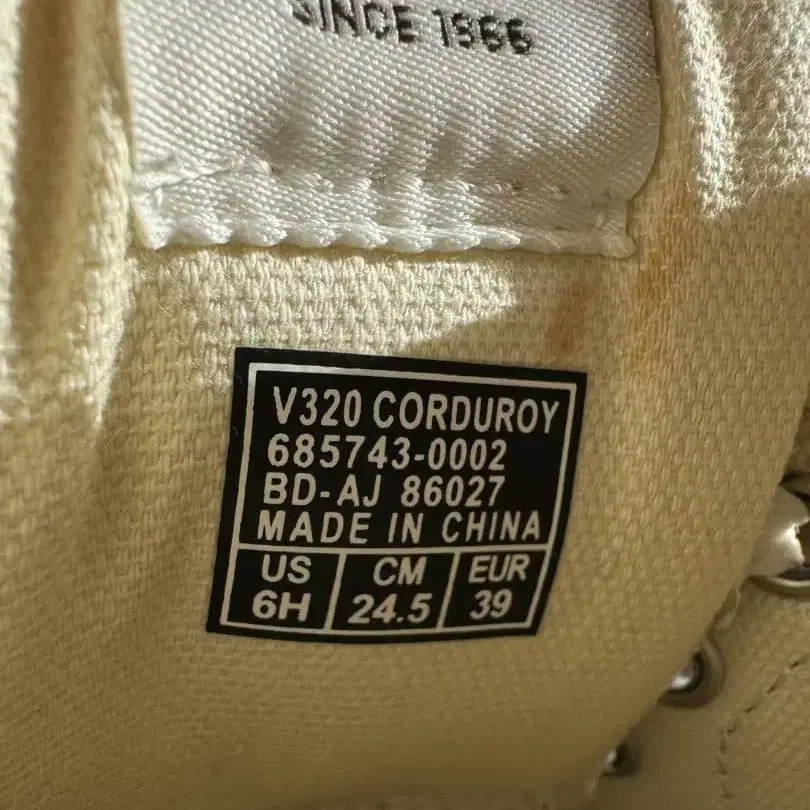 SINCE 1966
V320 CORDUROY
685743-0002
BD-AJ 86027
MADE IN CHINA
US CM EUR
6H 24.5 39